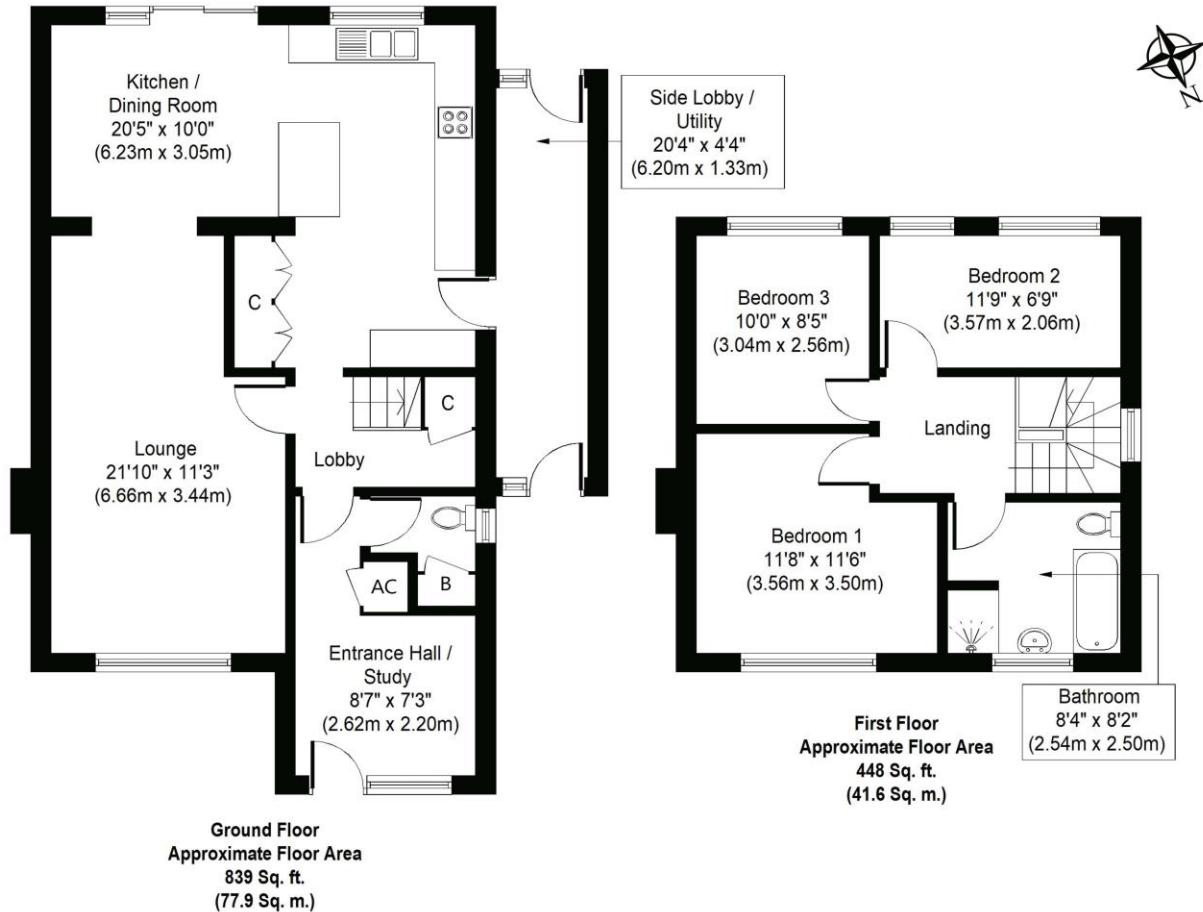 Kitchen /
Dining Room
20'5" x 10'0"
(6.23m x 3.05m)
Side Lobby /
Utility
20'4" x 4'4"
(6.20m x 1.33m)
N
C
C
Lounge
21'10" x 11'3"
(6.66m x 3.44m)
Lobby
AC
B
Entrance Hall /
Study
8'7" x 7'3"
(2.62m x 2.20m)
Ground Floor
Approximate Floor Area
839 Sq. ft.
(77.9 Sq. m.)
Bedroom 3
10'0" x 8'5"
(3.04m x 2.56m)
Bedroom 2
11'9" x 6'9"
(3.57m x 2.06m)
Landing
Bedroom 1
11'8" x 11'6"
(3.56m x 3.50m)
Bathroom
8'4" x 8'2"
(2.54m x 2.50m)
First Floor
Approximate Floor Area
448 Sq. ft.
(41.6 Sq. m.)